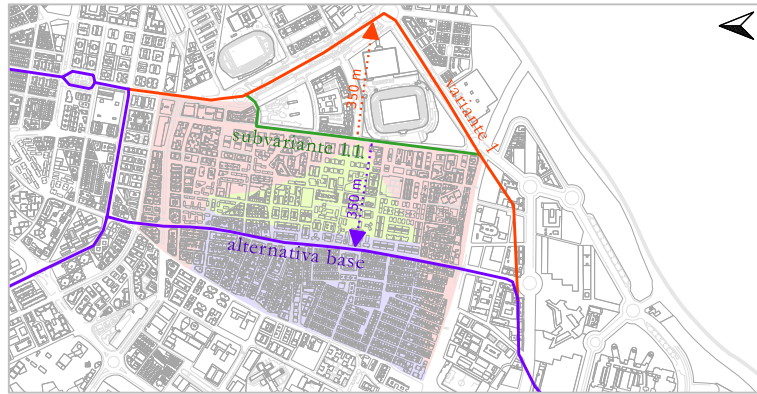 350 m
variante 1
subvariante 1.1.
350 m
alternativa base